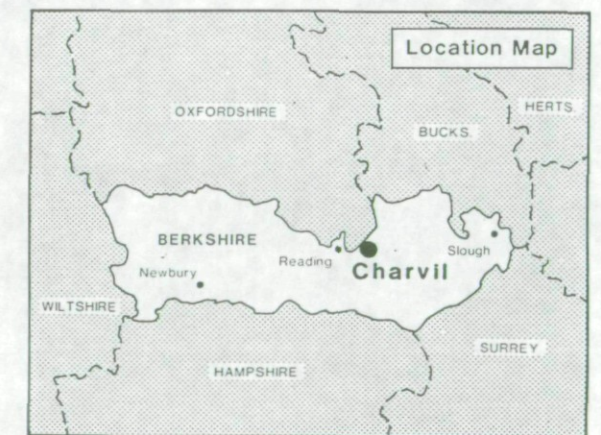 Location Map
HERTS.
OXFORDSHIRE
BUCKS.
BERKSHIRE
Reading
Slough
Charvil
Newbury
WILTSHIRE
SURREY
HAMPSHIRE